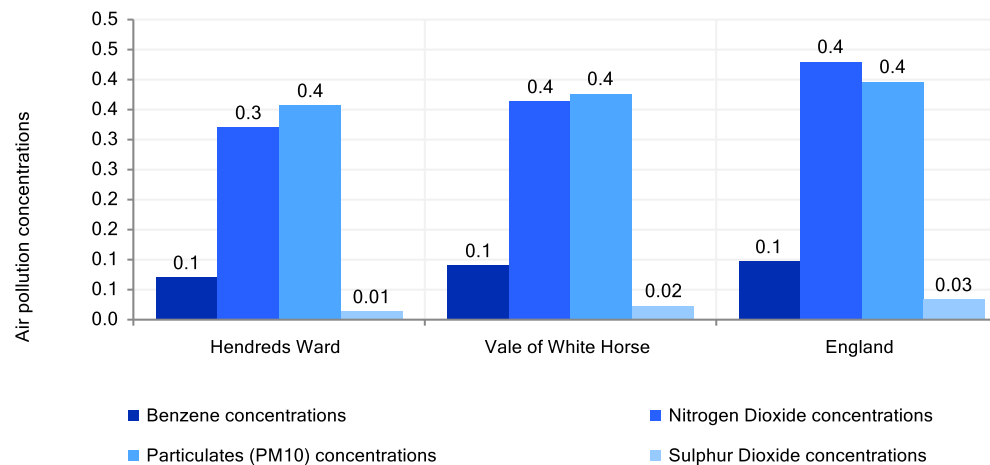 Air pollution concentrations
0.5
0.5
0.4
0.4
0.3
0.3
0.2
0.2
0.1
0.1
0.0
0.1
0.3
0.4
0.01
0.1
0.4
0.4
0.02
0.1
0.4
0.4
0.03
Hendreds Ward
Vale of White Horse
England
Benzene concentrations
Nitrogen Dioxide concentrations
Particulates (PM10) concentrations
Sulphur Dioxide concentrations